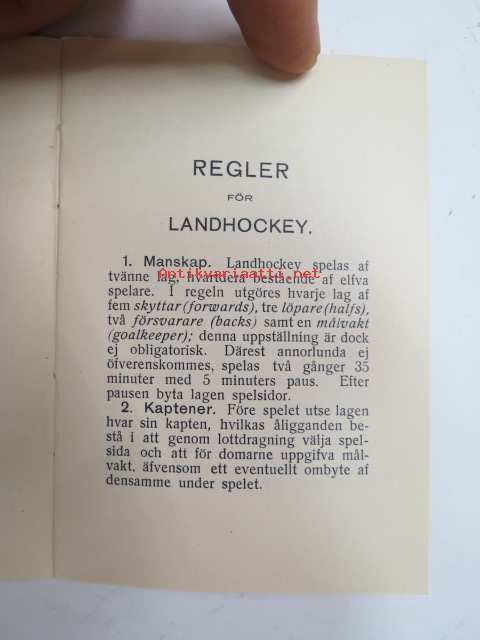 REGLER
FÖR
LANDHOCKEY.
1. Manskap. Landhockey spelas af
tvänne lag, hvartdera bestående af elfva
Antikvariaatti.net
spelare. I regeln utgöres hvarje lag af
fem skyttar (forwards), tre löpare (halfs),
två försvarare (backs) samt en målvakt
(goalkeeper); denna uppställning är dock
ej obligatorisk. Därest annorlunda ej
öfverenskommes, spelas två gånger 35
minuter med 5 minuters paus. Efter
pausen byta lagen spelsidor.
2. Kaptener. Före spelet utse lagen
hvar sin kapten, hvilkas åligganden be-
stå i att genom lottdragning välja spel-
sida och att för domarne uppgifva mål-
vakt, äfvensom ett eventuellt ombyte af
densamme under spelet.